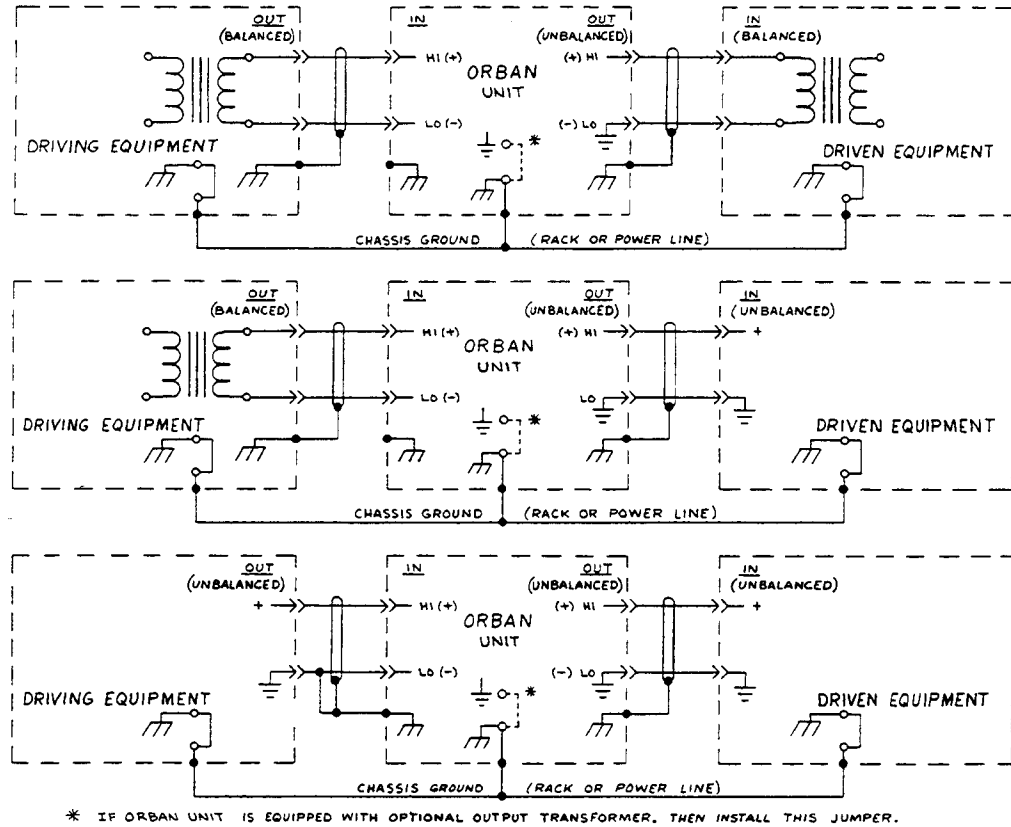 OUT
(BALANCED)
IN
OUT
(UNBALANCED)
IN
(BALANCED)
HI (+)
ORBAN
UNIT
(+) HI
LO (-)
(-) LO
*
DRIVING EQUIPMENT
DRIVEN EQUIPMENT
CHASSIS GROUND (RACK OR POWER LINE)
OUT
(BALANCED)
IN
OUT
(UNBALANCED)
IN
(UNBALANCED)
HI (+)
ORBAN
UNIT
(+) HI
+
LO (-)
LO
*
DRIVING EQUIPMENT
DRIVEN EQUIPMENT
CHASSIS GROUND (RACK OR POWER LINE)
OUT
(UNBALANCED)
IN
OUT
(UNBALANCED)
IN
(UNBALANCED)
+
HI (+)
ORBAN
UNIT
(+) HI
+
LO (-)
(-) LO
*
DRIVING EQUIPMENT
DRIVEN EQUIPMENT
CHASSIS GROUND (RACK OR POWER LINE)
* IF ORBAN UNIT IS EQUIPPED WITH OPTIONAL OUTPUT TRANSFORMER, THEN INSTALL THIS JUMPER.